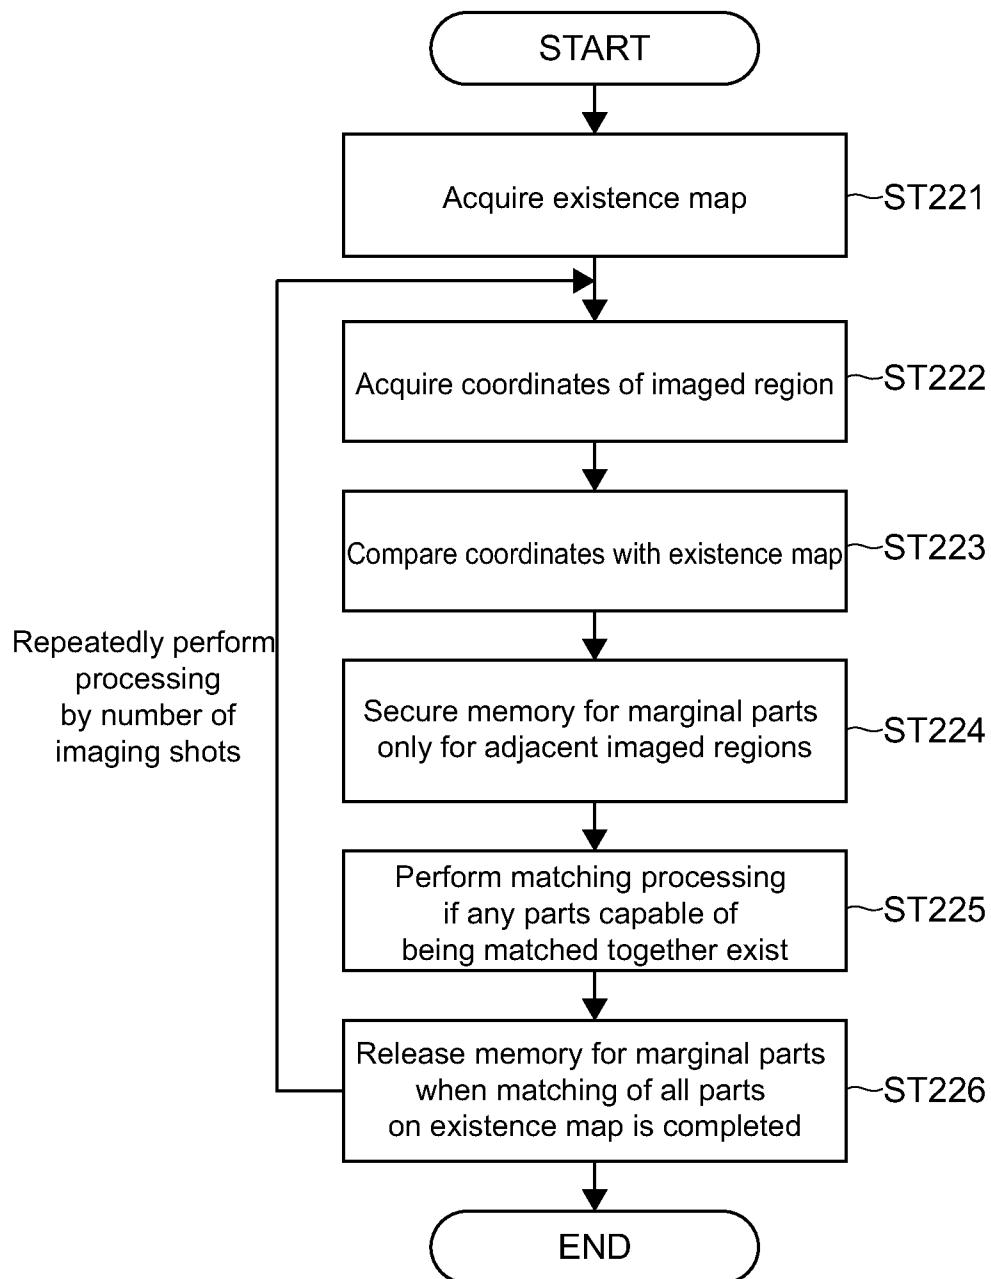 START
Acquire existence map
ST221
Acquire coordinates of imaged region
ST222
Compare coordinates with existence map
ST223
Repeatedly perform
processing
by number of
imaging shots
Secure memory for marginal parts
only for adjacent imaged regions
ST224
Perform matching processing
if any parts capable of
being matched together exist
ST225
Release memory for marginal parts
when matching of all parts
on existence map is completed
ST226
END